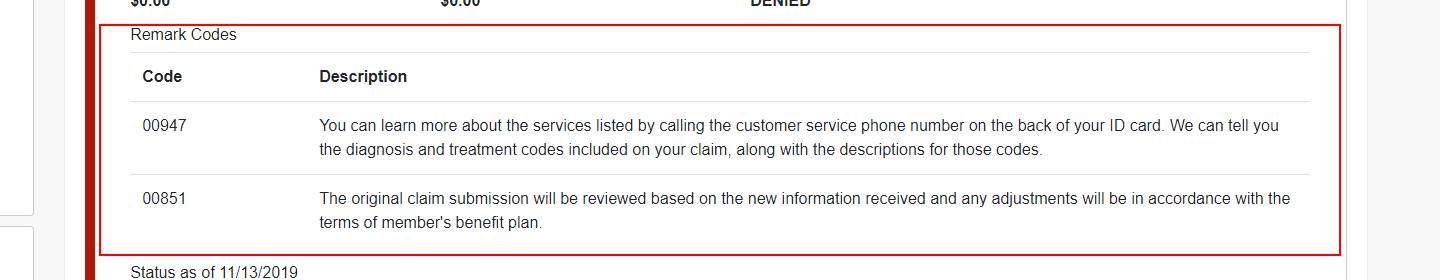 $0.00 $0.00 DENIED
Remark Codes
Code Description
00947 You can learn more about the services listed by calling the customer service phone number on the back of your ID card. We can tell you
the diagnosis and treatment codes included on your claim, along with the descriptions for those codes.
00851 The original claim submission will be reviewed based on the new information received and any adjustments will be in accordance with the
terms of member's benefit plan.
Status as of 11/13/2019